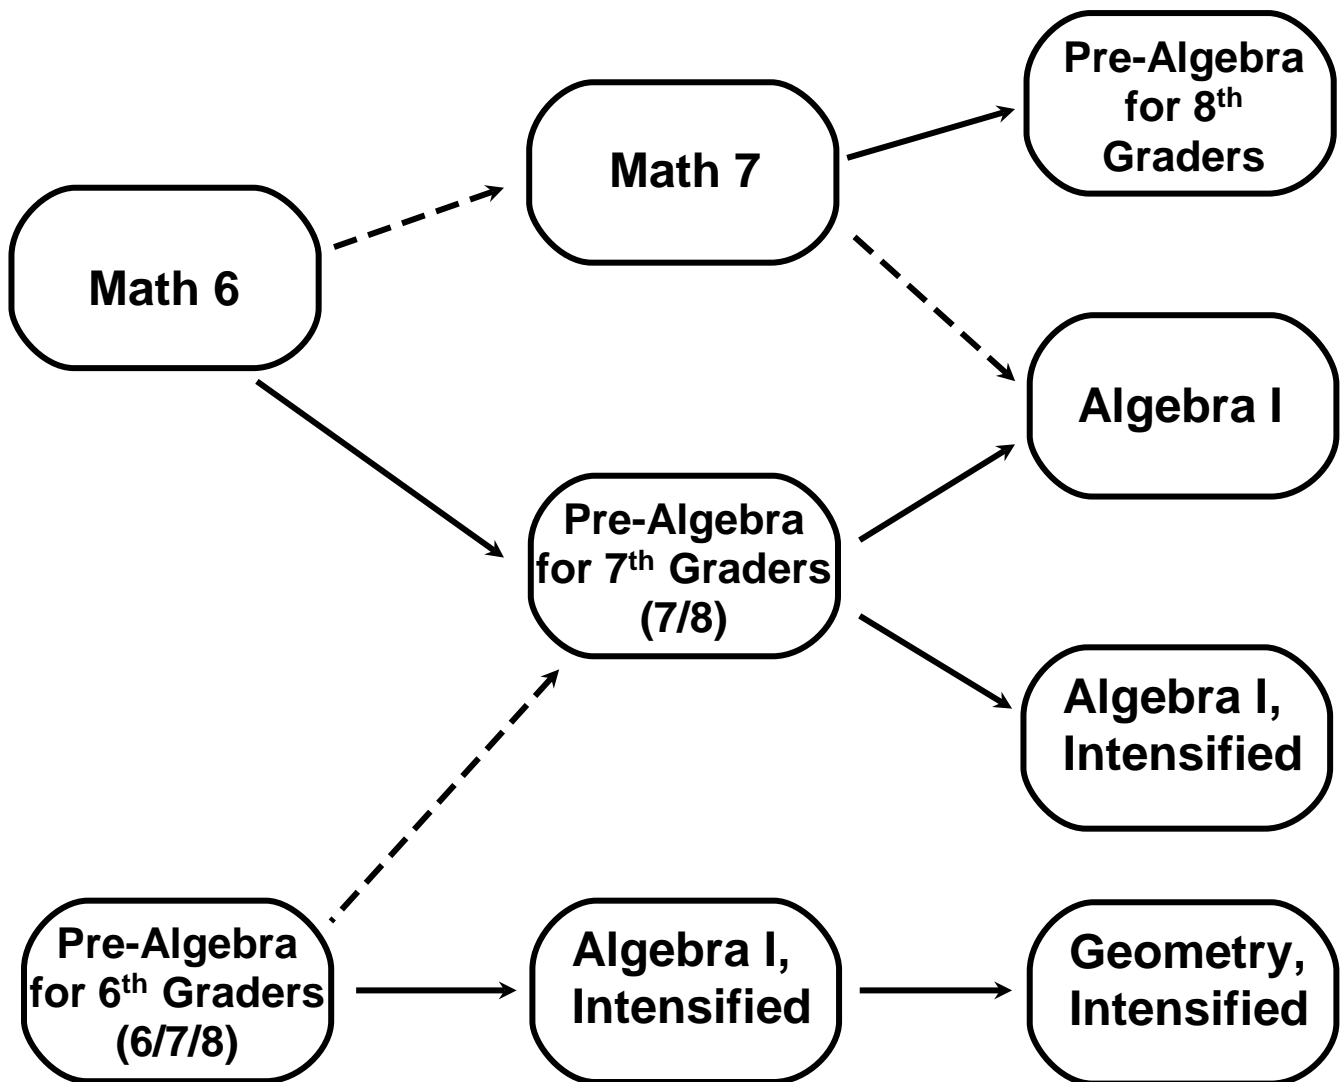 Pre-Algebra
for 8th
Graders
Math 7
Math 6
Algebra I
Pre-Algebra
for 7th Graders
(7/8)
Algebra I,
Intensified
Pre-Algebra
for 6th Graders
(6/7/8)
Algebra I,
Intensified
Geometry,
Intensified